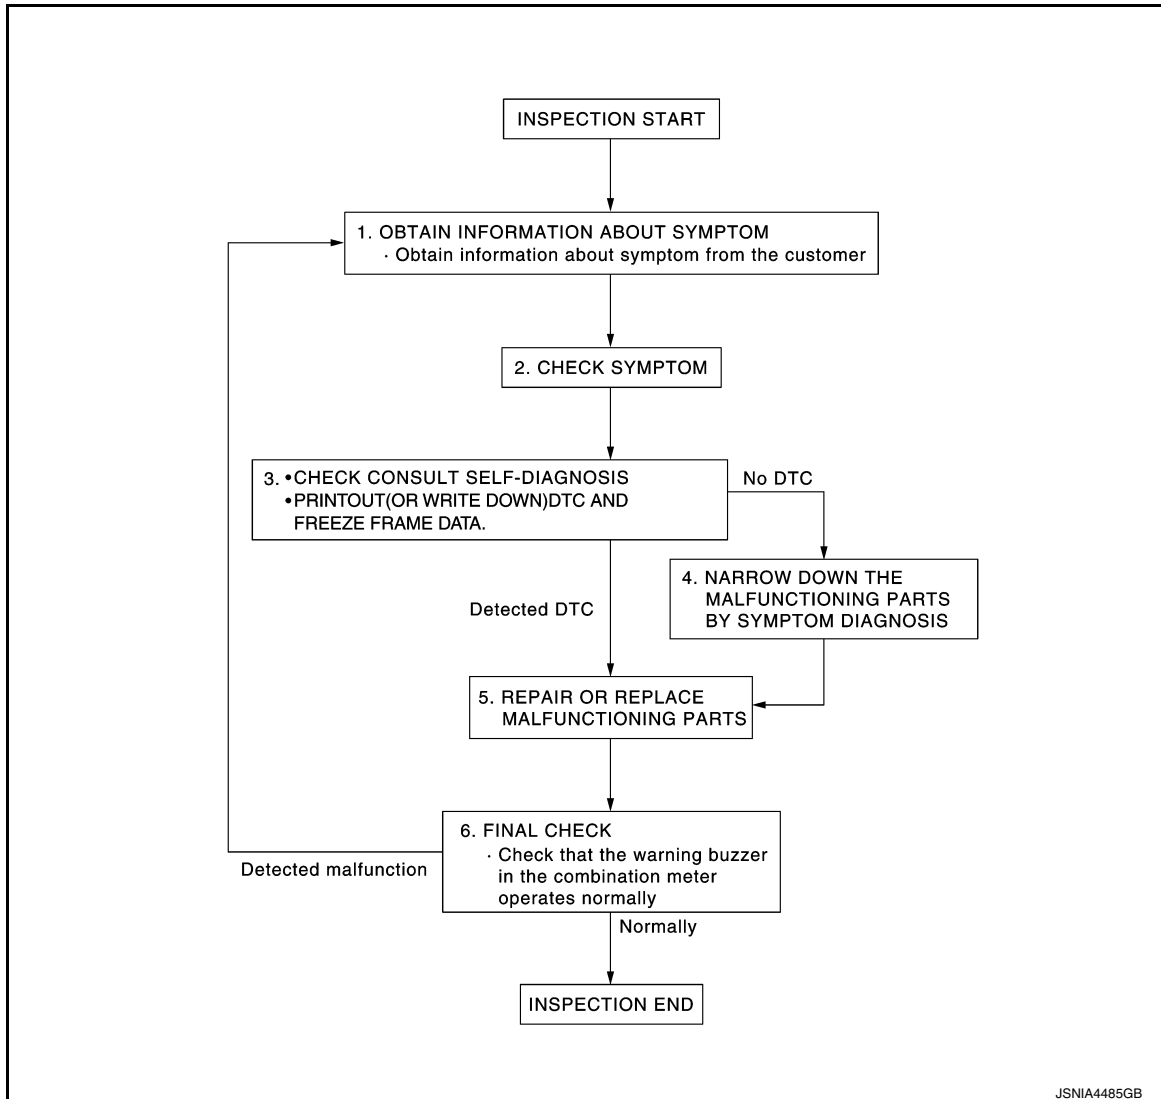 INSPECTION START
1. OBTAIN INFORMATION ABOUT SYMPTOM
· Obtain information about symptom from the customer
2. CHECK SYMPTOM
3. •CHECK CONSULT SELF-DIAGNOSIS
•PRINTOUT(OR WRITE DOWN)DTC AND
FREEZE FRAME DATA.
No DTC
4. NARROW DOWN THE
MALFUNCTIONING PARTS
BY SYMPTOM DIAGNOSIS
Detected DTC
5. REPAIR OR REPLACE
MALFUNCTIONING PARTS
6. FINAL CHECK
· Check that the warning buzzer
in the combination meter
operates normally
Detected malfunction
Normally
INSPECTION END
JSNIA4485GB